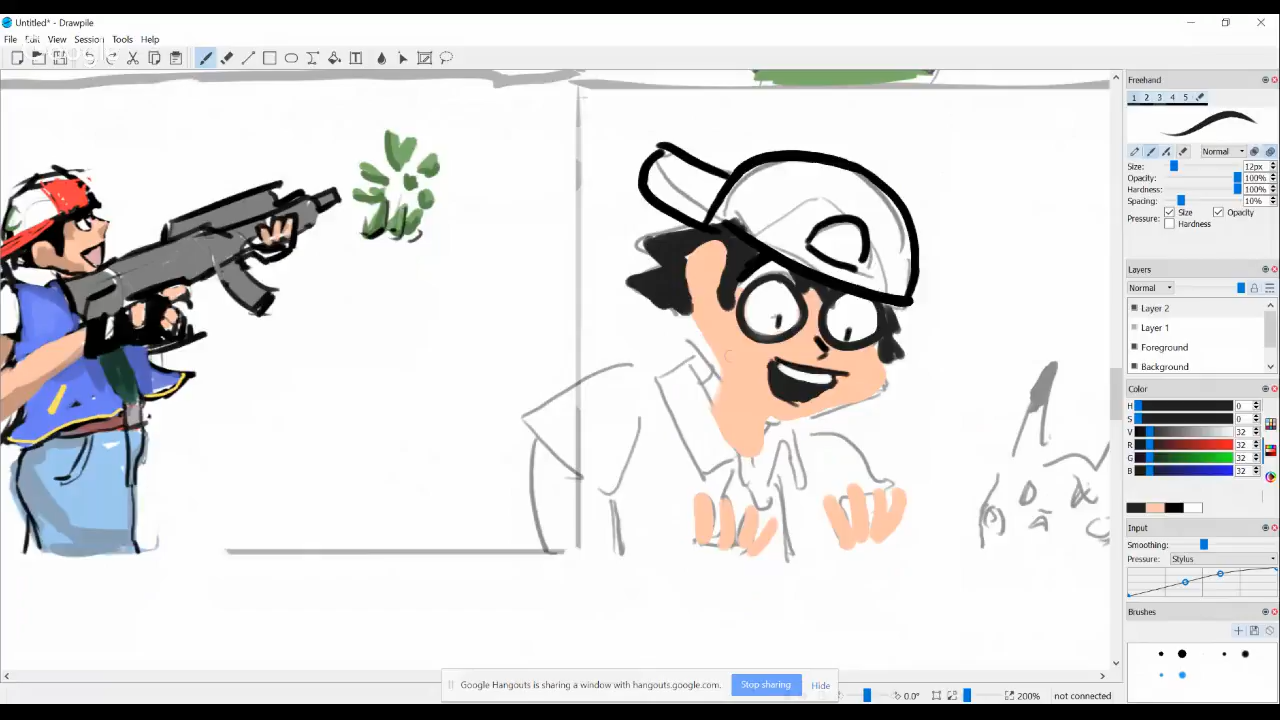 Untitled* - Drawpile
File Edit View Session Tools Help
Freehand
1 2 3 4 5
Normal
Size: 12px
Opacity: 100%
Hardness: 100%
Spacing: 10%
Pressure: Size Opacity
Hardness
Layers
Normal
Layer 2
Layer 1
Foreground
Background
Color
H 0
S 0
V 32
R 32
G 32
B 32
Input
Smoothing:
Pressure: Stylus
Brushes
Google Hangouts is sharing a window with hangouts.google.com. Stop sharing Hide
0.0° 200% not connected